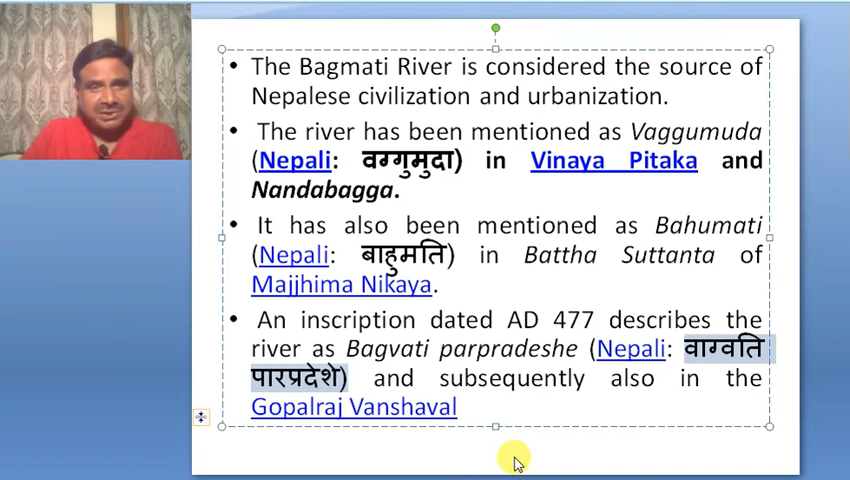 • The Bagmati River is considered the source of
Nepalese civilization and urbanization.
• The river has been mentioned as Vaggumuda
(Nepali: वग्गुमुदा) in Vinaya Pitaka and
Nandabagga.
• It has also been mentioned as Bahumati
(Nepali: बाहुमति) in Battha Suttanta of
Majjhima Nikaya.
• An inscription dated AD 477 describes the
river as Bagvati parpradeshe (Nepali: वाग्वति
पारप्रदेशे) and subsequently also in the
Gopalraj Vanshaval